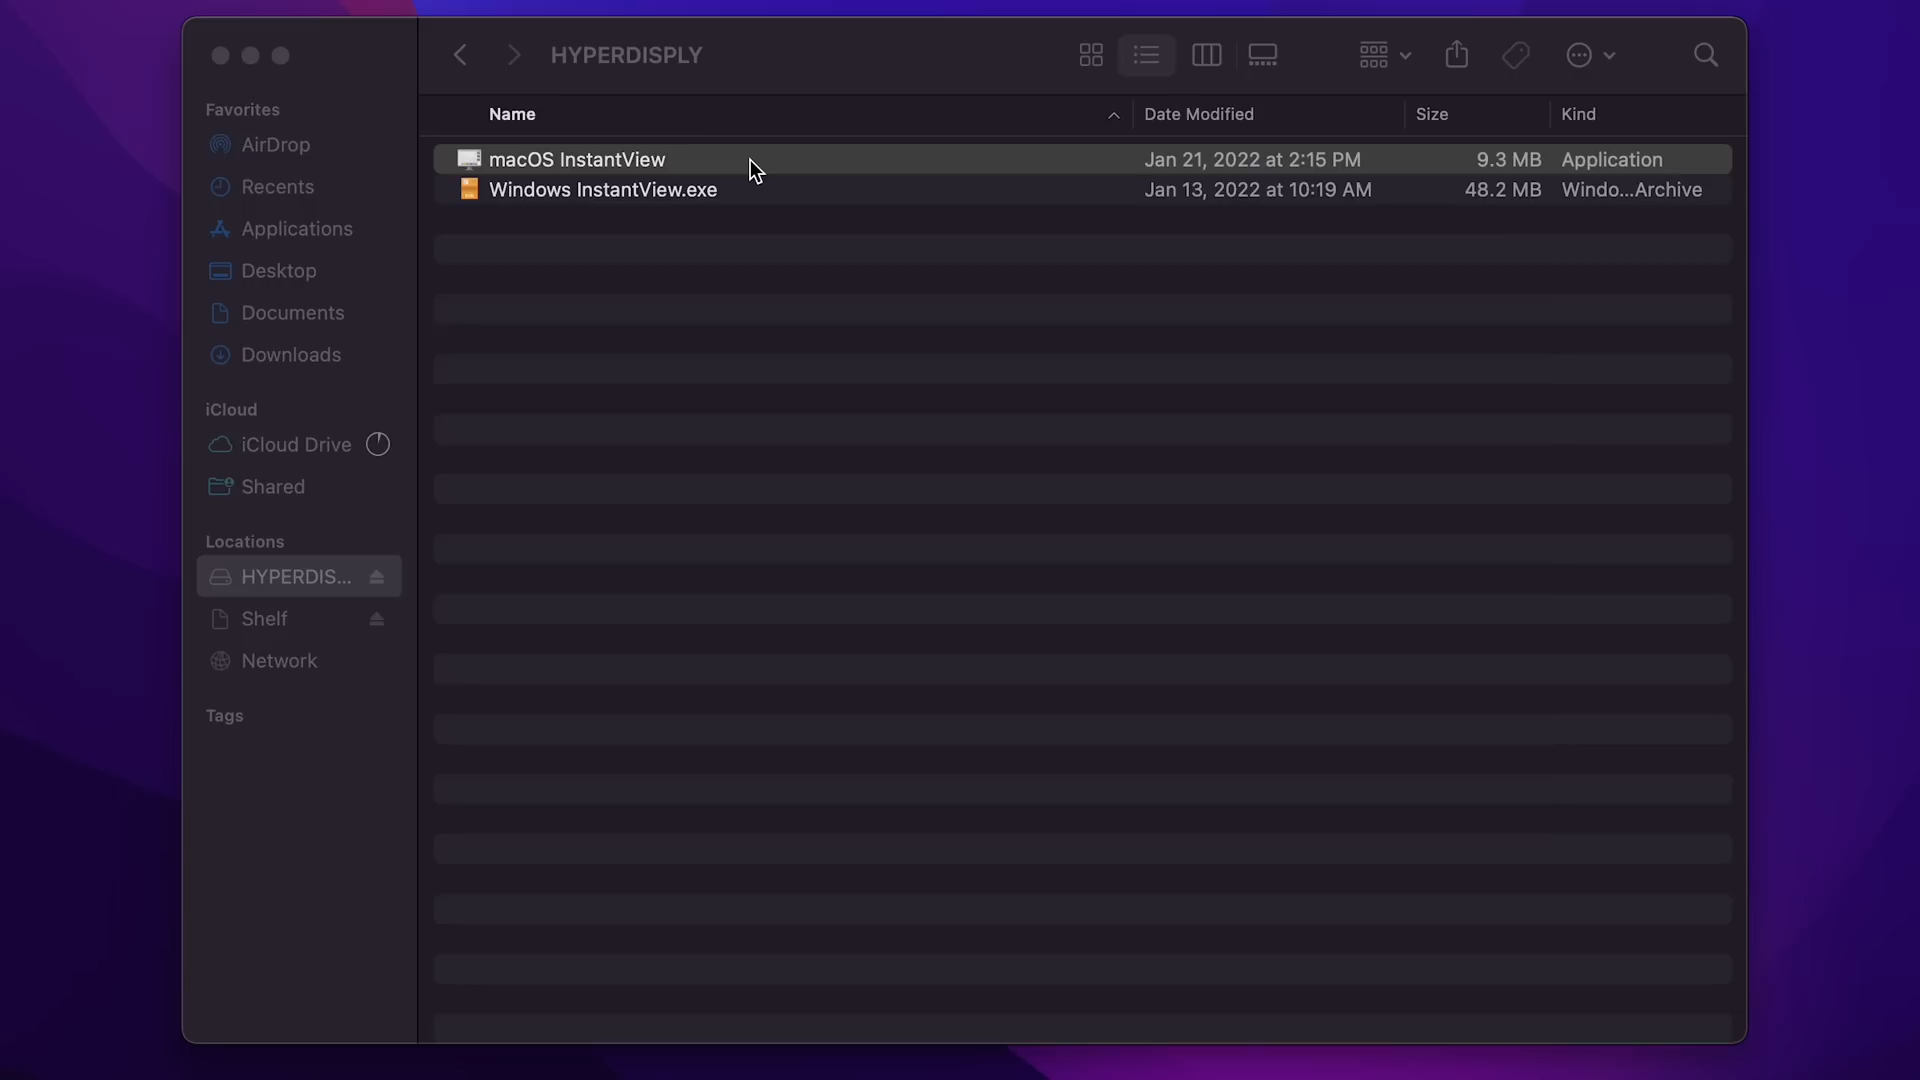 HYPERDISPLY
Favorites
AirDrop
Recents
Applications
Desktop
Documents
Downloads
iCloud
iCloud Drive
Shared
Locations
HYPERDIS...
Shelf
Network
Tags
Name Date Modified Size Kind
macOS InstantView Jan 21, 2022 at 2:15 PM 9.3 MB Application
Windows InstantView.exe Jan 13, 2022 at 10:19 AM 48.2 MB Windo...Archive